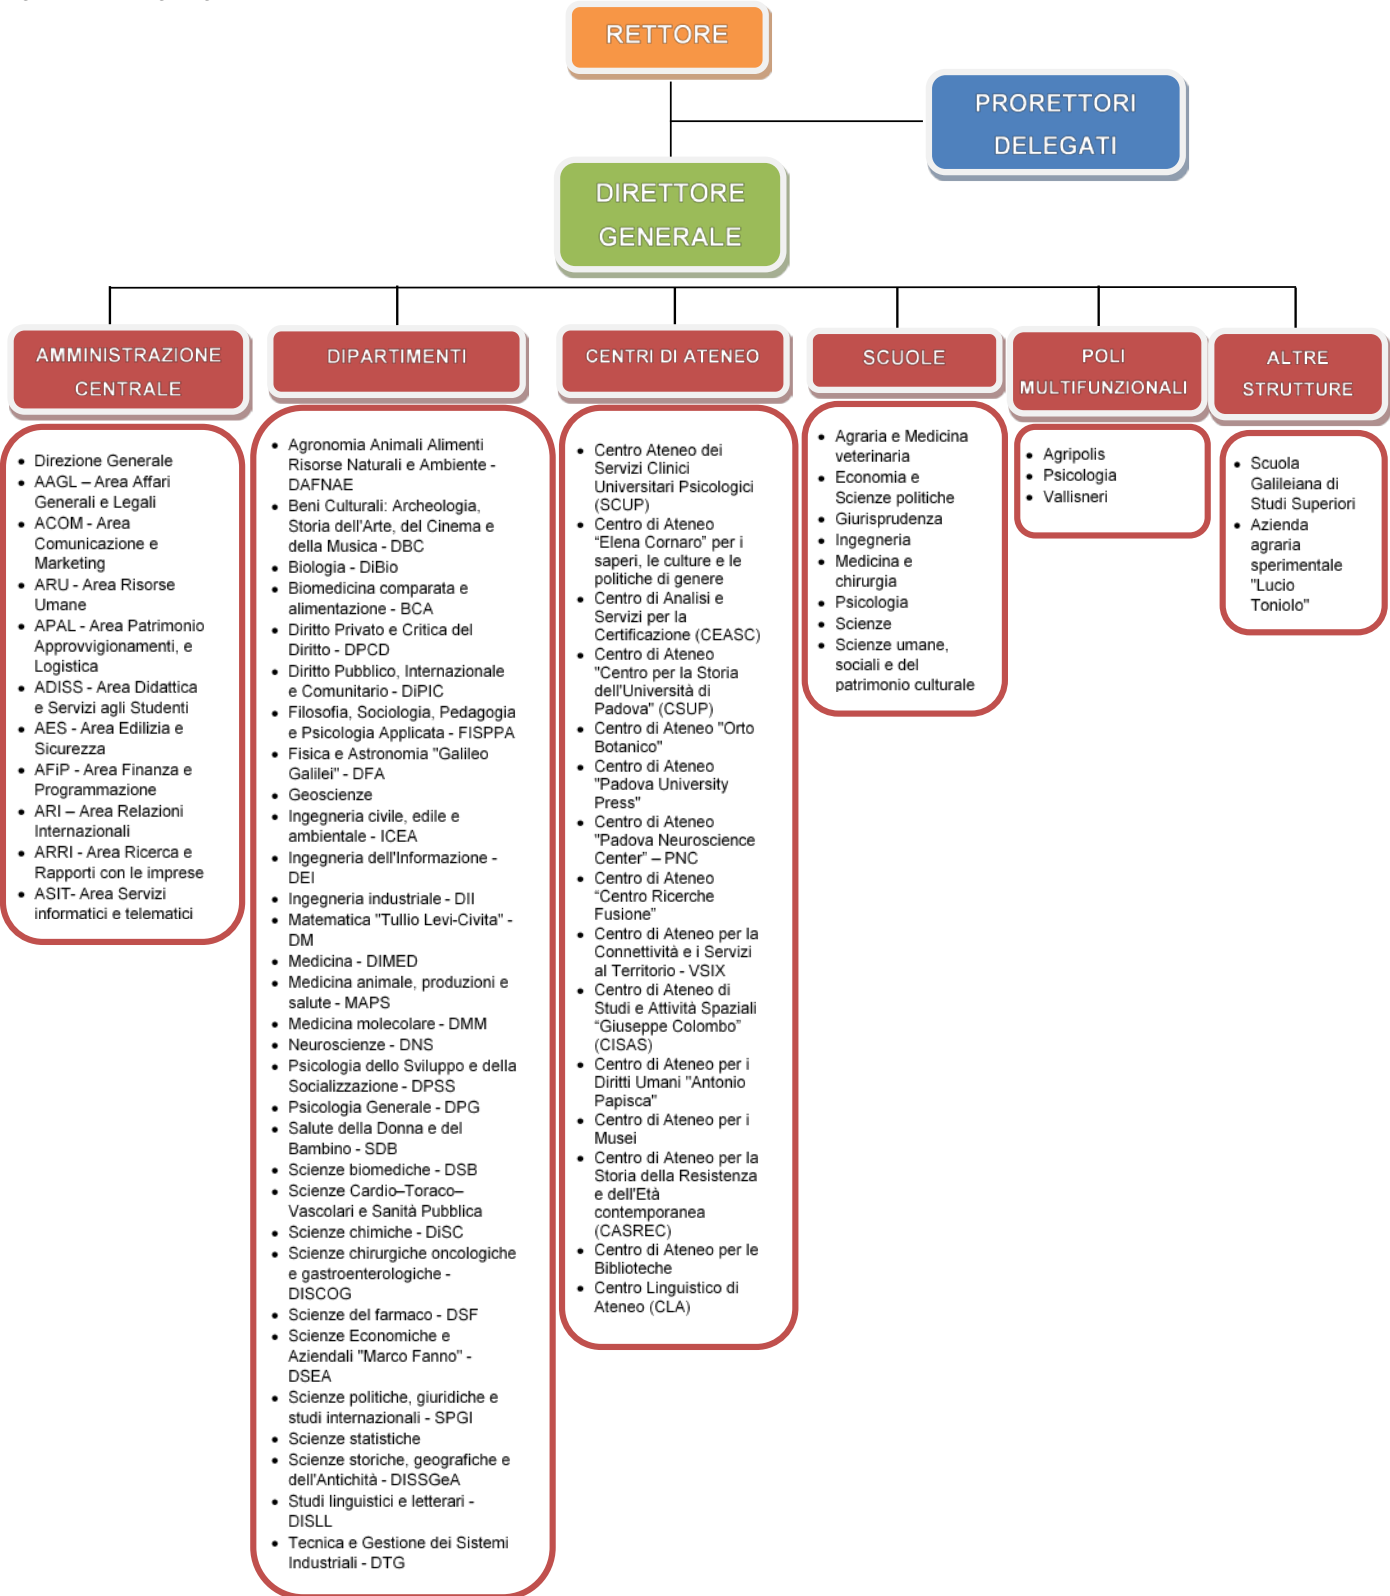 RETTORE
PRORETTORI
DELEGATI
DIRETTORE
GENERALE
AMMINISTRAZIONE
CENTRALE
• Direzione Generale
• AAGL – Area Affari
Generali e Legali
• ACOM - Area
Comunicazione e
Marketing
• ARU - Area Risorse
Umane
• APAL - Area Patrimonio
Approvvigionamenti, e
Logistica
• ADISS - Area Didattica
e Servizi agli Studenti
• AES - Area Edilizia e
Sicurezza
• AFiP - Area Finanza e
Programmazione
• ARI – Area Relazioni
Internazionali
• ARRI - Area Ricerca e
Rapporti con le imprese
• ASIT- Area Servizi
informatici e telematici
DIPARTIMENTI
• Agronomia Animali Alimenti
Risorse Naturali e Ambiente -
DAFNAE
• Beni Culturali: Archeologia,
Storia dell'Arte, del Cinema e
della Musica - DBC
• Biologia - DiBio
• Biomedicina comparata e
alimentazione - BCA
• Diritto Privato e Critica del
Diritto - DPCD
• Diritto Pubblico, Internazionale
e Comunitario - DiPIC
• Filosofia, Sociologia, Pedagogia
e Psicologia Applicata - FISPPA
• Fisica e Astronomia "Galileo
Galilei" - DFA
• Geoscienze
• Ingegneria civile, edile e
ambientale - ICEA
• Ingegneria dell'Informazione -
DEI
• Ingegneria industriale - DII
• Matematica "Tullio Levi-Civita" -
DM
• Medicina - DIMED
• Medicina animale, produzioni e
salute - MAPS
• Medicina molecolare - DMM
• Neuroscienze - DNS
• Psicologia dello Sviluppo e della
Socializzazione - DPSS
• Psicologia Generale - DPG
• Salute della Donna e del
Bambino - SDB
• Scienze biomediche - DSB
• Scienze Cardio–Toraco–
Vascolari e Sanità Pubblica
• Scienze chimiche - DiSC
• Scienze chirurgiche oncologiche
e gastroenterologiche -
DISCOG
• Scienze del farmaco - DSF
• Scienze Economiche e
Aziendali "Marco Fanno" -
DSEA
• Scienze politiche, giuridiche e
studi internazionali - SPGI
• Scienze statistiche
• Scienze storiche, geografiche e
dell'Antichità - DISSGeA
• Studi linguistici e letterari -
DISLL
• Tecnica e Gestione dei Sistemi
Industriali - DTG
CENTRI DI ATENEO
• Centro Ateneo dei
Servizi Clinici
Universitari Psicologici
(SCUP)
• Centro di Ateneo
“Elena Cornaro” per i
saperi, le culture e le
politiche di genere
• Centro di Analisi e
Servizi per la
Certificazione (CEASC)
• Centro di Ateneo
"Centro per la Storia
dell'Università di
Padova" (CSUP)
• Centro di Ateneo "Orto
Botanico"
• Centro di Ateneo
"Padova University
Press"
• Centro di Ateneo
"Padova Neuroscience
Center” – PNC
• Centro di Ateneo
“Centro Ricerche
Fusione”
• Centro di Ateneo per la
Connettività e i Servizi
al Territorio - VSIX
• Centro di Ateneo di
Studi e Attività Spaziali
“Giuseppe Colombo”
(CISAS)
• Centro di Ateneo per i
Diritti Umani "Antonio
Papisca"
• Centro di Ateneo per i
Musei
• Centro di Ateneo per la
Storia della Resistenza
e dell'Età
contemporanea
(CASREC)
• Centro di Ateneo per le
Biblioteche
• Centro Linguistico di
Ateneo (CLA)
SCUOLE
• Agraria e Medicina
veterinaria
• Economia e
Scienze politiche
• Giurisprudenza
• Ingegneria
• Medicina e
chirurgia
• Psicologia
• Scienze
• Scienze umane,
sociali e del
patrimonio culturale
POLI
MULTIFUNZIONALI
• Agripolis
• Psicologia
• Vallisneri
ALTRE
STRUTTURE
• Scuola
Galileiana di
Studi Superiori
• Azienda
agraria
sperimentale
"Lucio
Toniolo"